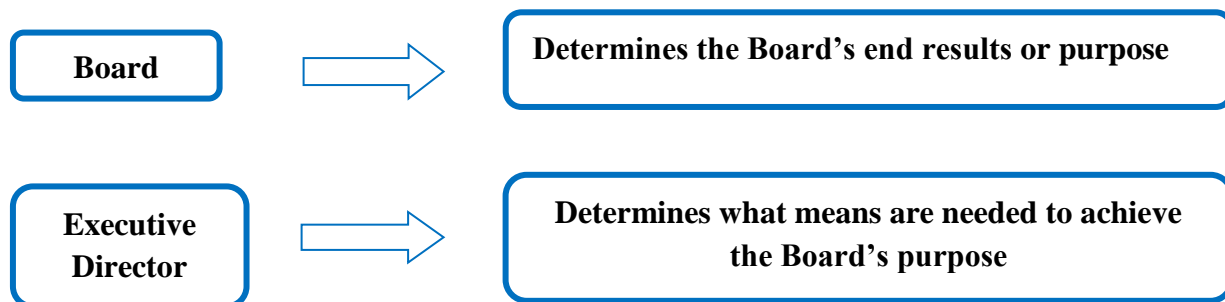 Board
Determines the Board’s end results or purpose
Executive
Director
Determines what means are needed to achieve
the Board’s purpose